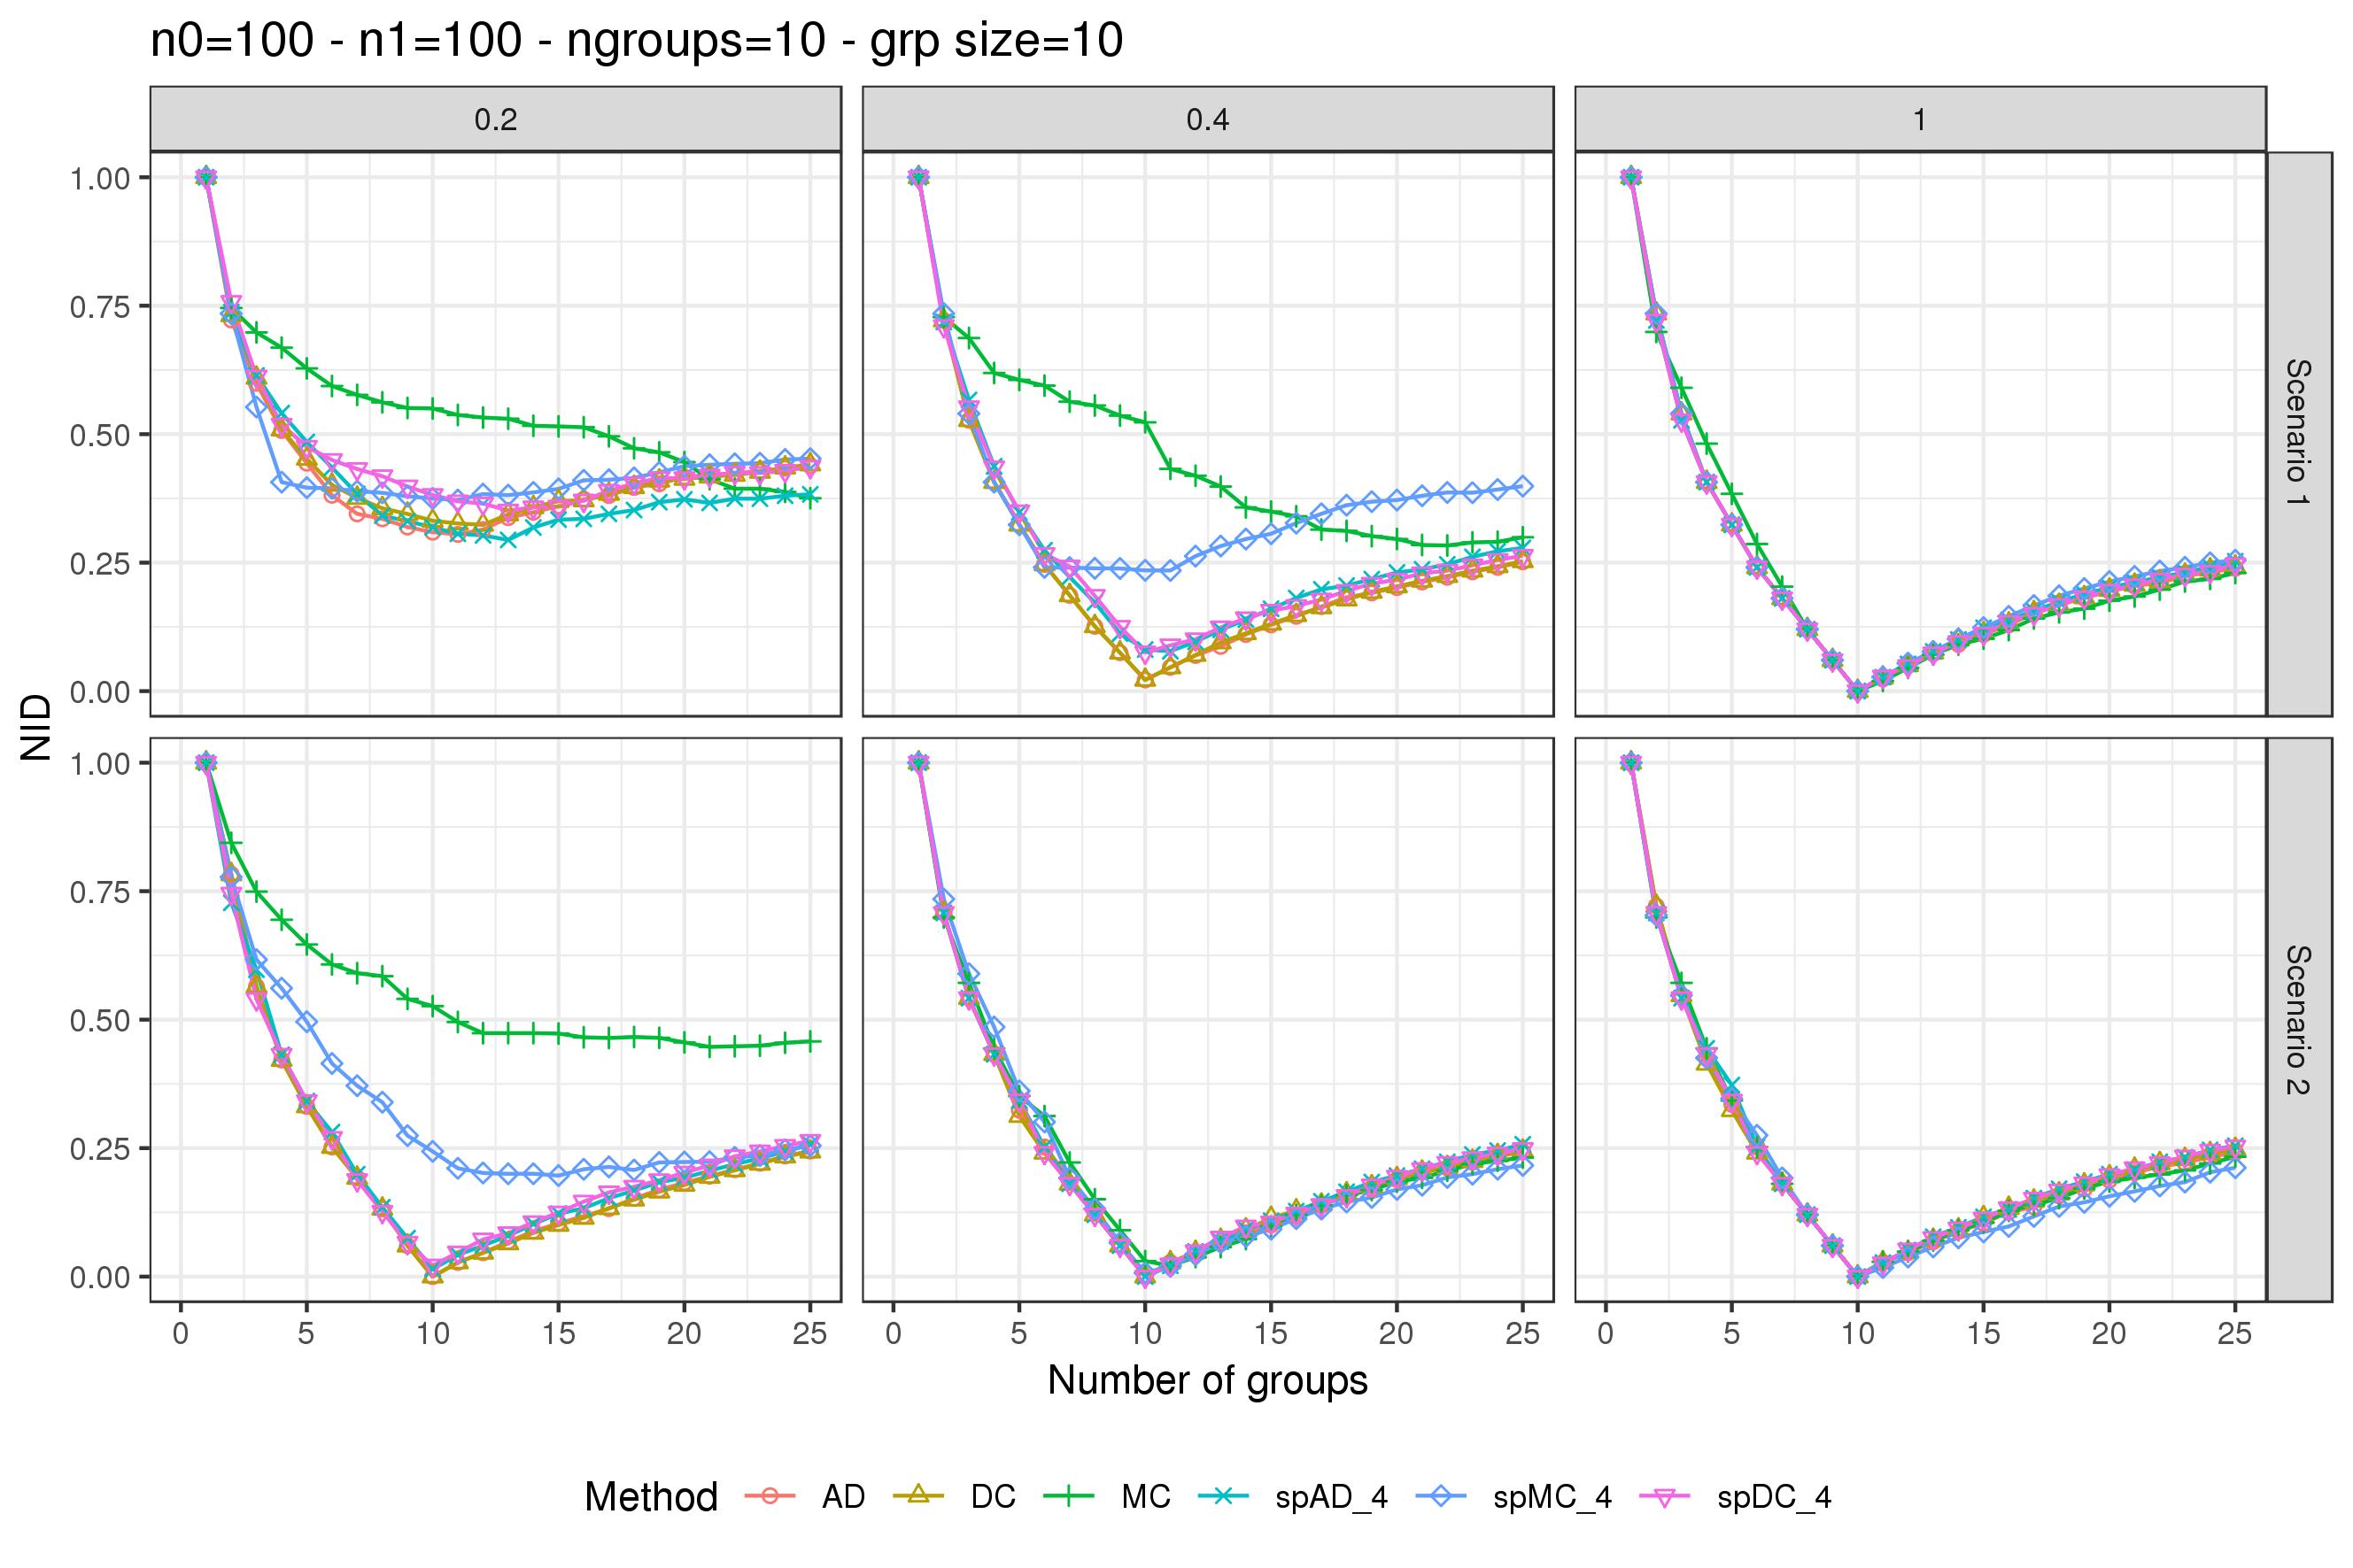 n0=100 - n1=100 - ngroups=10 - grp size=10
0.2 0.4 1
1.00
0.75
0.50
0.25
0.00
Scenario 1
NID
1.00
0.75
0.50
0.25
0.00
Scenario 2
0 5 10 15 20 25 0 5 10 15 20 25 0 5 10 15 20 25
Number of groups
Method AD DC MC spAD_4 spMC_4 spDC_4